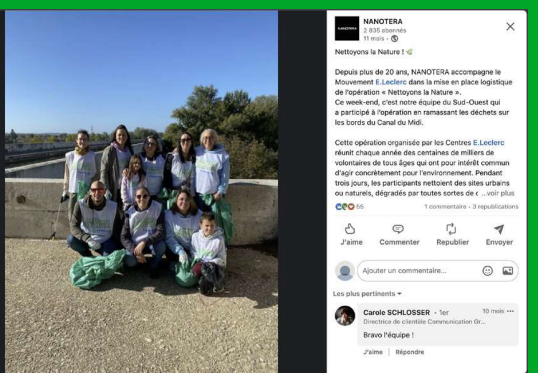 NANOTERA
2 835 abonnés
11 mois •
Nettoyons la Nature !
Depuis plus de 20 ans, NANOTERA accompagne le
Mouvement E.Leclerc dans la mise en place logistique
de l'opération « Nettoyons la Nature ».
Ce week-end, c'est notre équipe du Sud-Ouest qui
a participé à l'opération en ramassant les déchets sur
les bords du Canal du Midi.
Cette opération organisée par les Centres E.Leclerc
réunit chaque année des centaines de milliers de
volontaires de tous âges qui ont pour intérêt commun
d'agir concrètement pour l'environnement. Pendant
trois jours, les participants nettoient des sites urbains
ou naturels, dégradés par toutes sortes de d ...voir plus
1 commentaire • 3 republications
J'aime Commenter Republier Envoyer
Ajouter un commentaire...
Les plus pertinents
Carole SCHLOSSER • 1er 10 mois •••
Directrice de clientèle Communication Gr...
Bravo l'équipe !
J'aime | Répondre